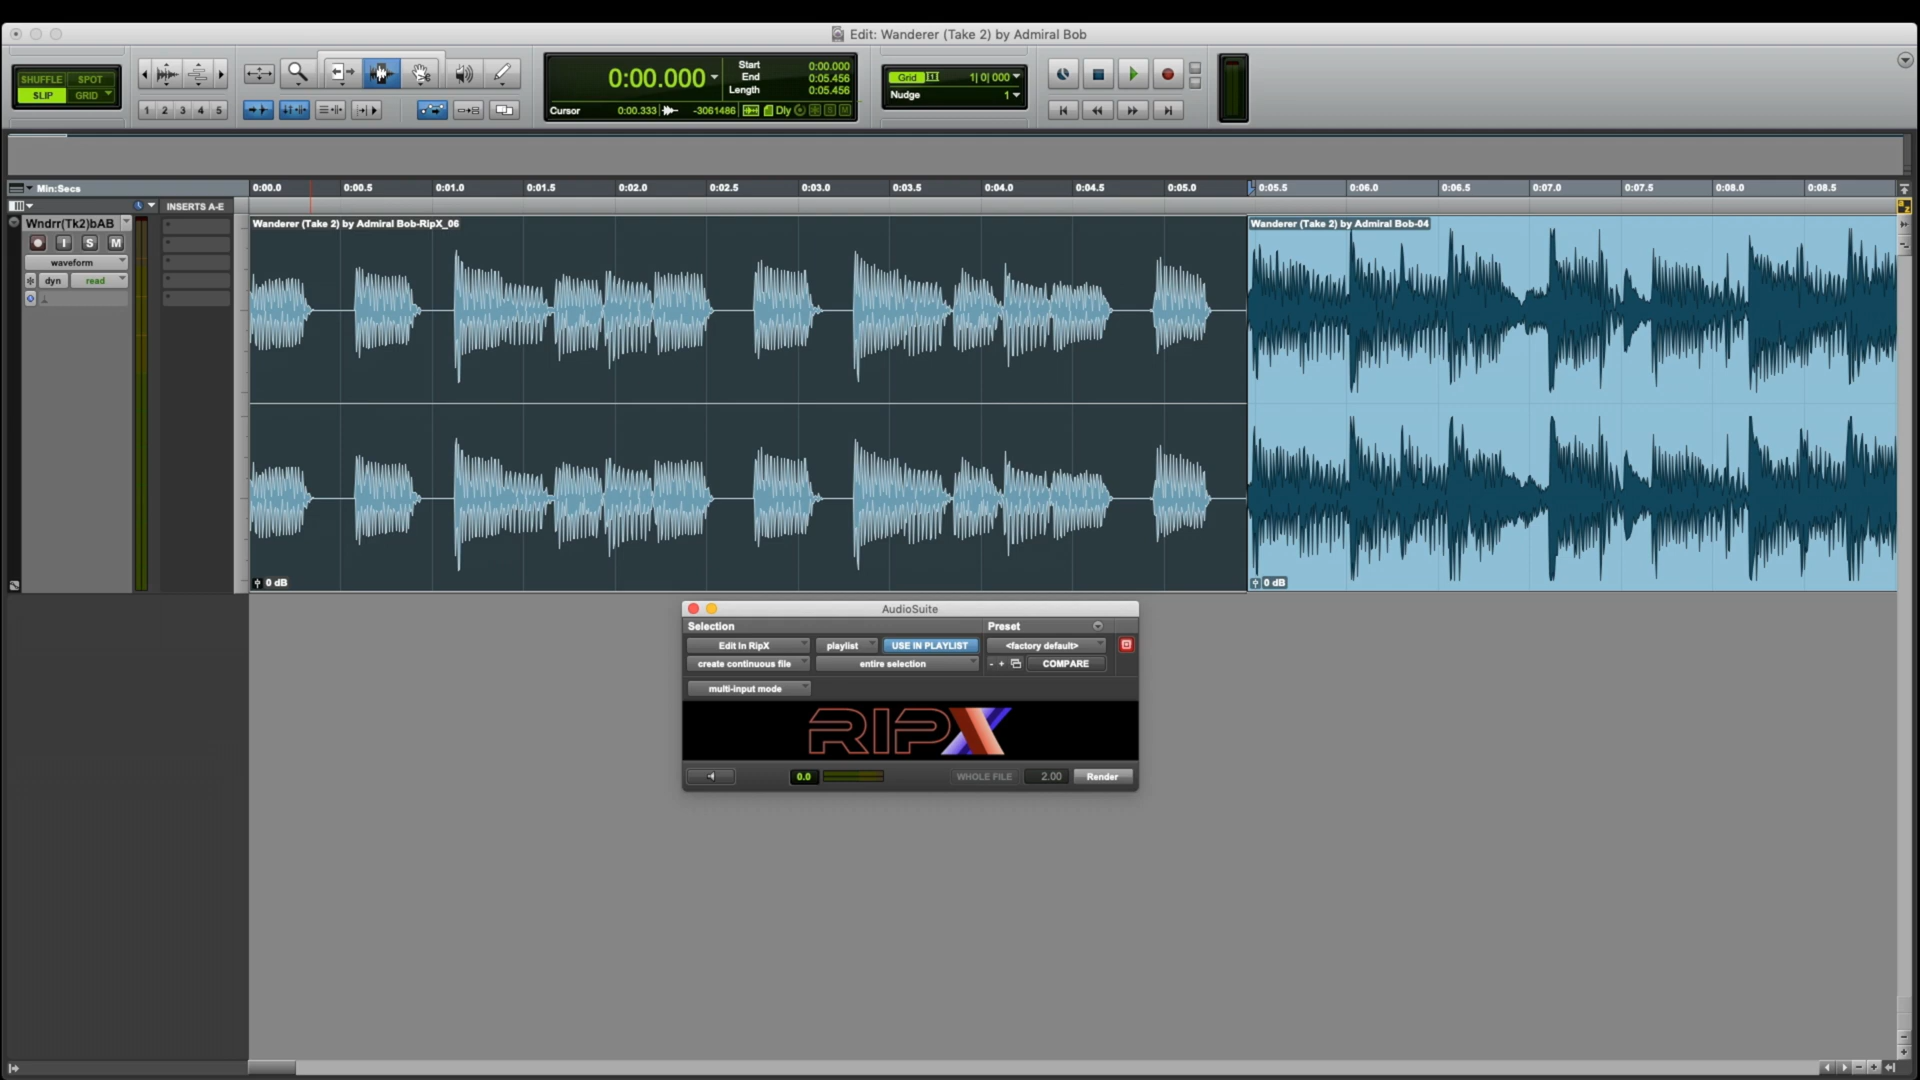 Edit: Wanderer (Take 2) by Admiral Bob
SHUFFLE SPOT
SLIP GRID
1 2 3 4 5
0:00.000
Start 0:00.000
End 0:05.456
Length 0:05.456
Cursor 0:00.333 -3061486 Dly S M
Grid 1| 0| 000
Nudge 1
Min:Secs
0:00.0 0:00.5 0:01.0 0:01.5 0:02.0 0:02.5 0:03.0 0:03.5 0:04.0 0:04.5 0:05.0 0:05.5 0:06.0 0:06.5 0:07.0 0:07.5 0:08.0 0:08.5
INSERTS A-E
Wndrr(Tk2)bAB
I S M
waveform
dyn read
Wanderer (Take 2) by Admiral Bob-RipX_06
Wanderer (Take 2) by Admiral Bob-04
0 dB
0 dB
AudioSuite
Selection Preset
Edit In RipX playlist USE IN PLAYLIST <factory default>
create continuous file entire selection - + COMPARE
multi-input mode
RIPX
0.0 WHOLE FILE 2.00 Render